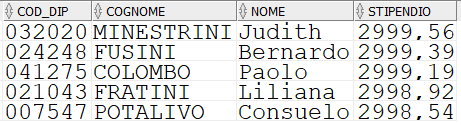 COD_DIP COGNOME NOME STIPENDIO
032020 MINESTRINI Judith 2999,56
024248 FUSINI Bernardo 2999,39
041275 COLOMBO Paolo 2999,19
021043 FRATINI Liliana 2998,92
007547 POTALIVO Consuelo 2998,54